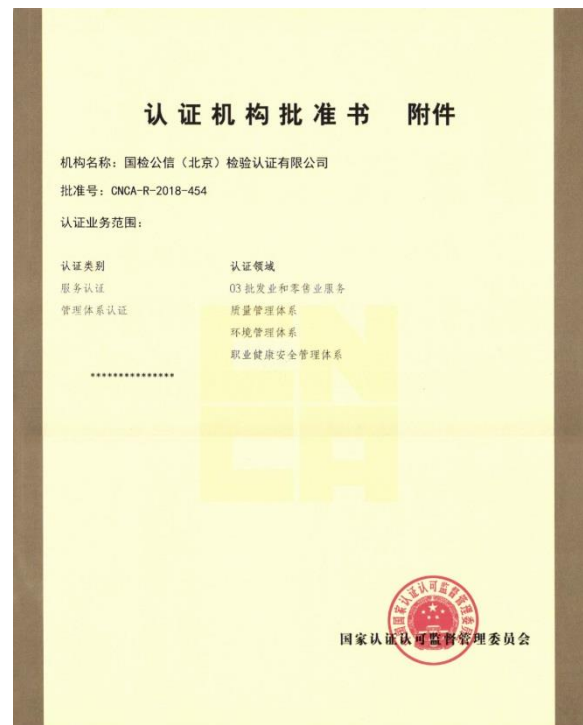 认证机构批准书 附件
机构名称：国检公信（北京）检验认证有限公司
批准号：CNCA-R-2018-454
认证业务范围：
认证类别 认证领域
服务认证 03 批发业和零售业服务
管理体系认证 质量管理体系
环境管理体系
职业健康安全管理体系
***************
国家认证认可监督管理委员会